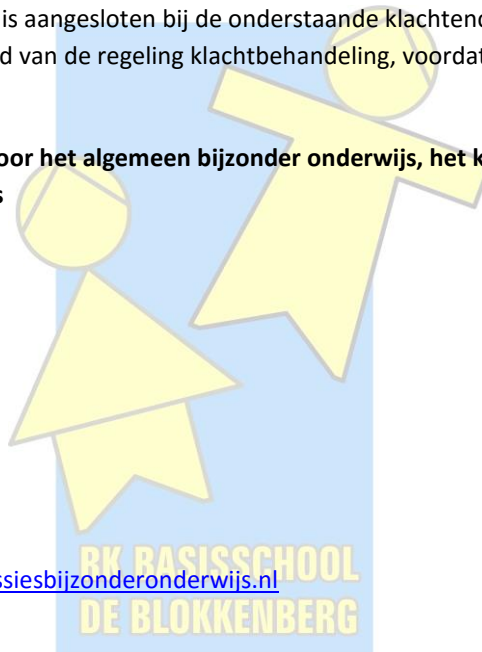 is aangesloten bij de onderstaande klachtenc
d van de regeling klachtbehandeling, voordat
oor het algemeen bijzonder onderwijs, het k
s
ssiesbijzonderonderwijs.nl
RK BASISSCHOOL
DE BLOKKENBERG